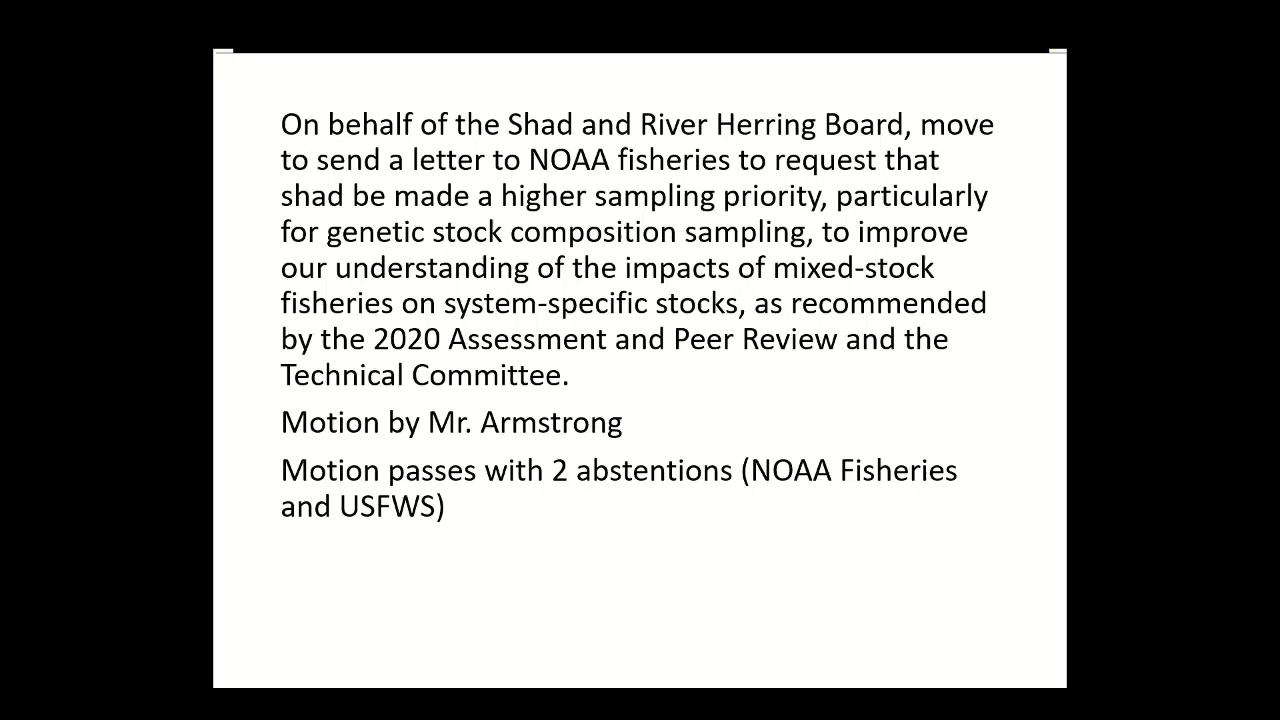 On behalf of the Shad and River Herring Board, move
to send a letter to NOAA fisheries to request that
shad be made a higher sampling priority, particularly
for genetic stock composition sampling, to improve
our understanding of the impacts of mixed-stock
fisheries on system-specific stocks, as recommended
by the 2020 Assessment and Peer Review and the
Technical Committee.
Motion by Mr. Armstrong
Motion passes with 2 abstentions (NOAA Fisheries
and USFWS)